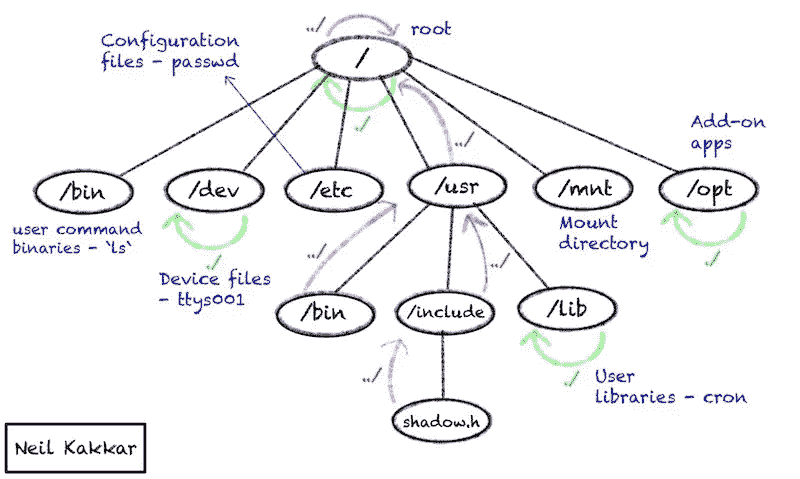 ../
root
Configuration
files - passwd
/
./
../
Add-on
apps
/bin
/dev
/etc
/usr
/mnt
/opt
user command
binaries - `ls`
./
Mount
directory
./
../
../
Device files
- ttys001
/bin
/include
/lib
../
./
User
libraries - cron
shadow.h
Neil Kakkar